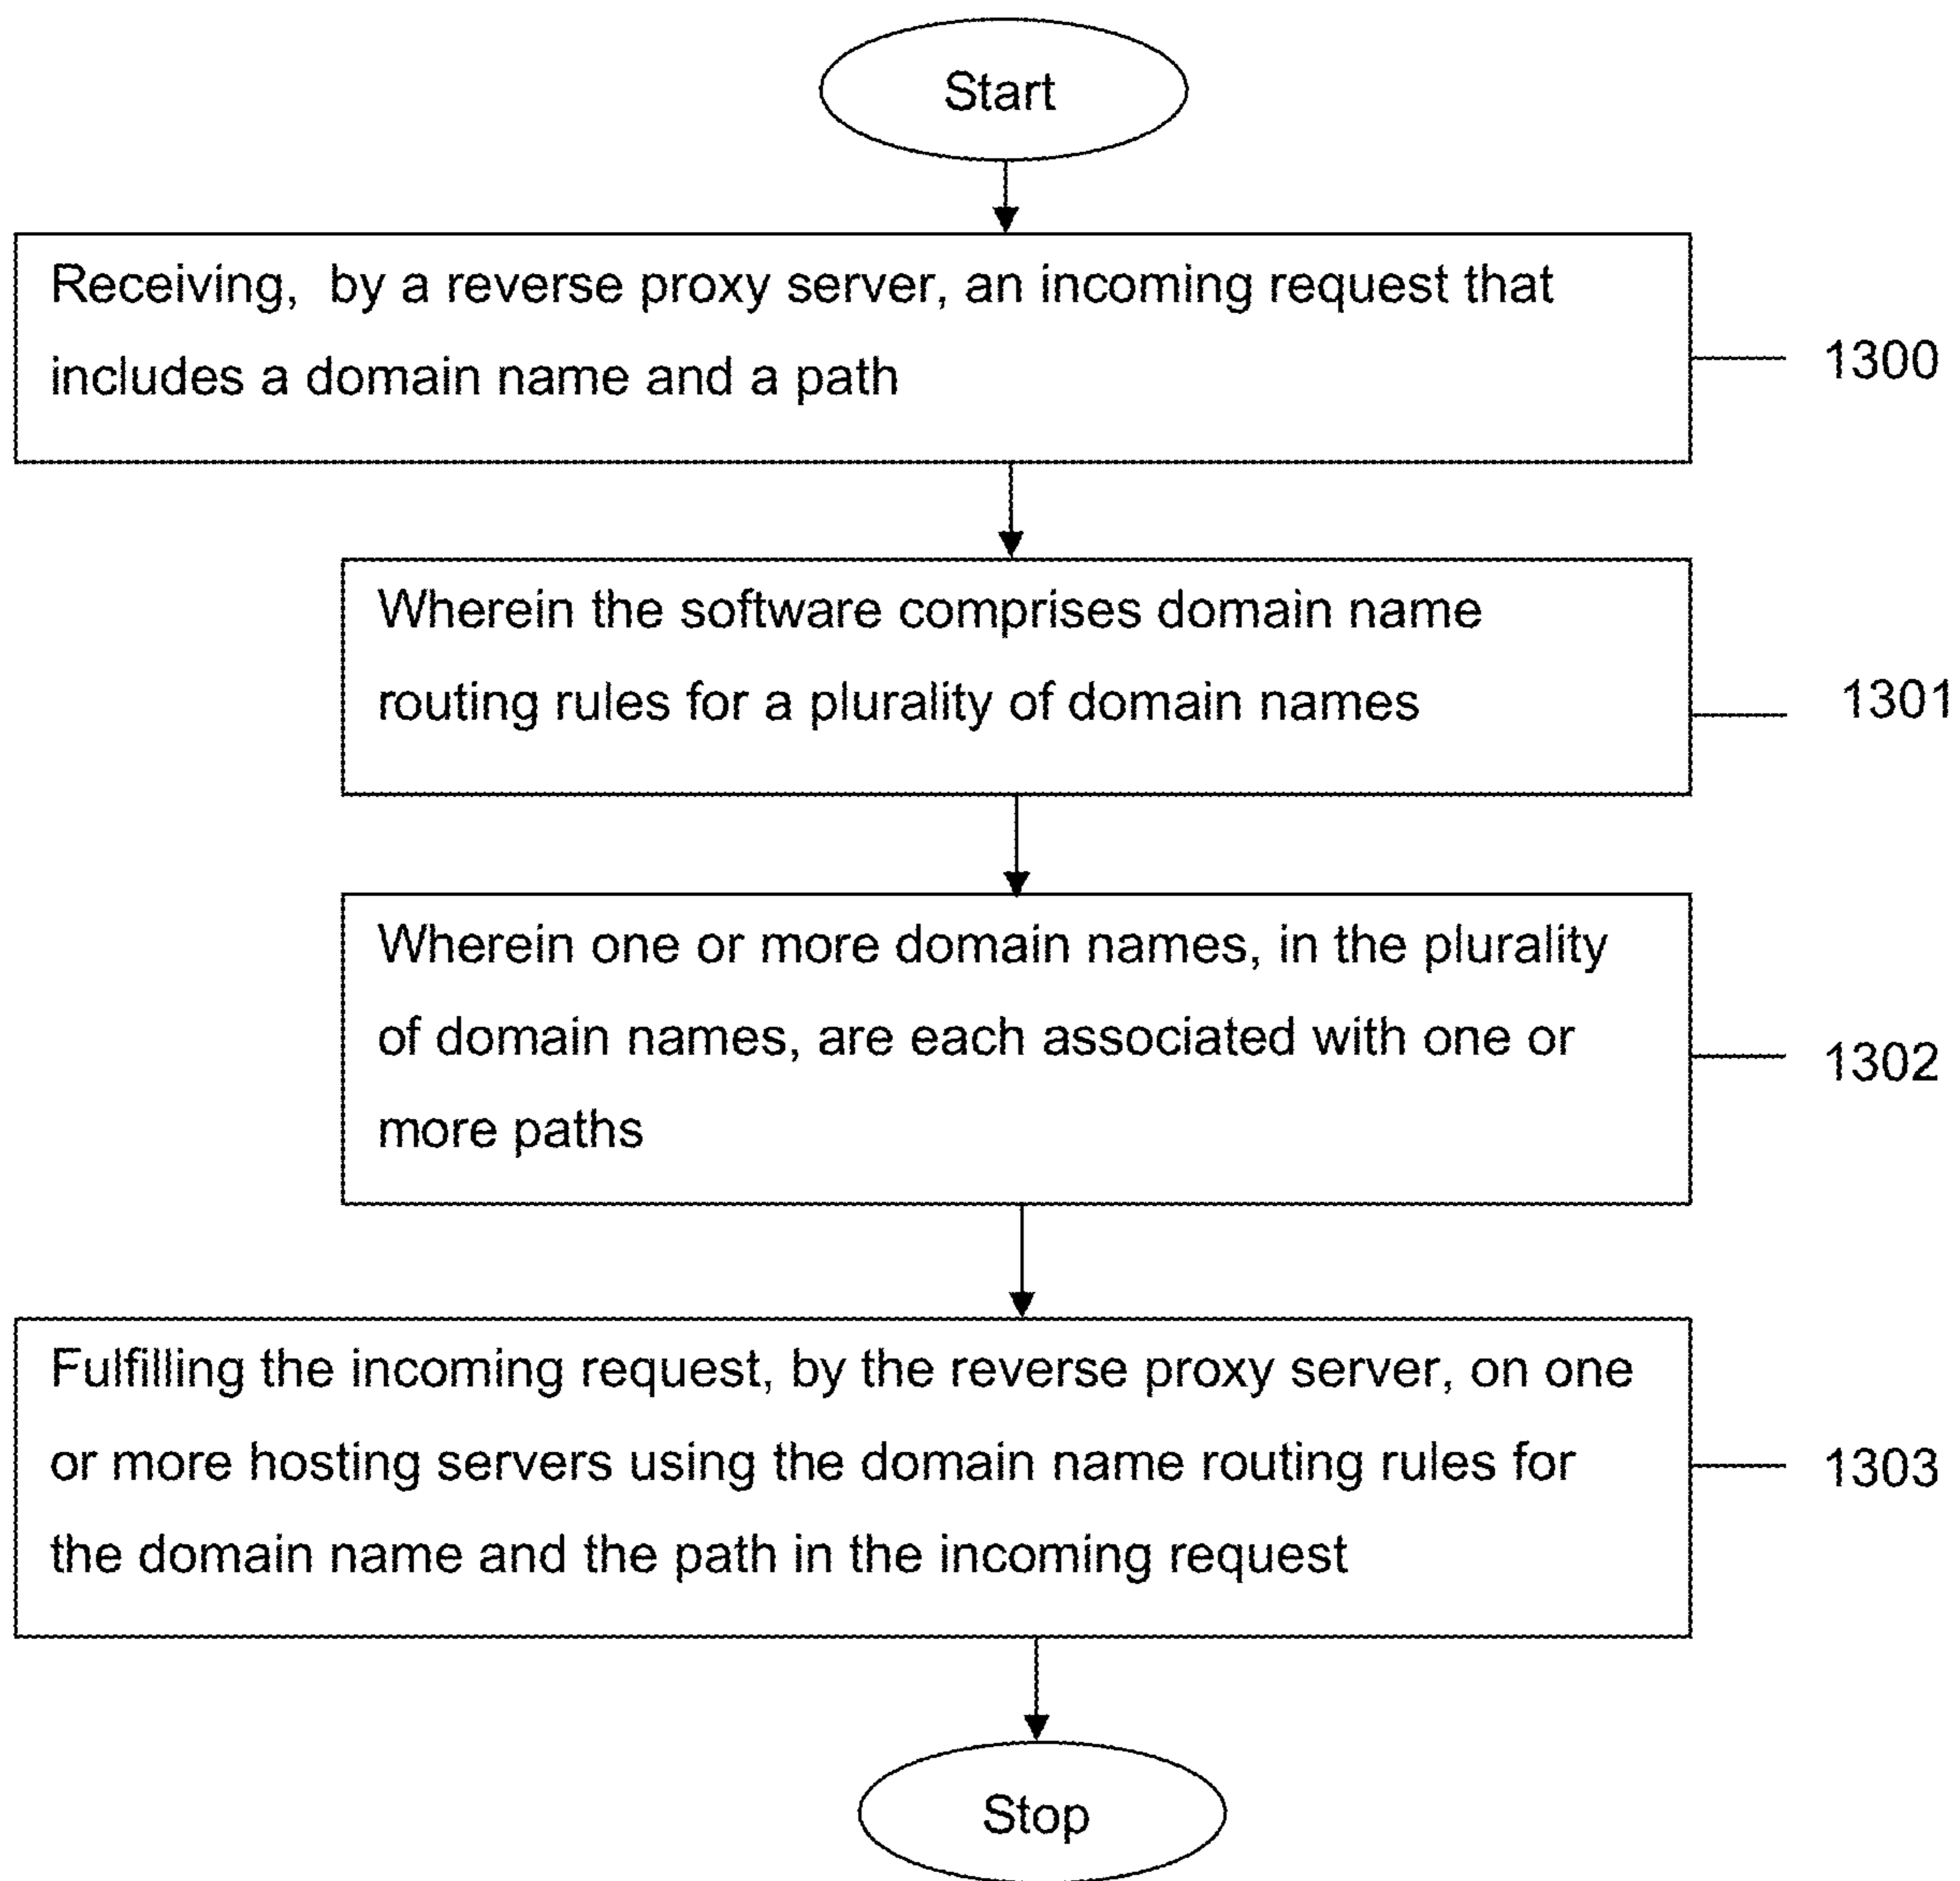 Start
Receiving, by a reverse proxy server, an incoming request that
includes a domain name and a path
1300
Wherein the software comprises domain name
routing rules for a plurality of domain names
1301
Wherein one or more domain names, in the plurality
of domain names, are each associated with one or
more paths
1302
Fulfilling the incoming request, by the reverse proxy server, on one
or more hosting servers using the domain name routing rules for
the domain name and the path in the incoming request
1303
Stop